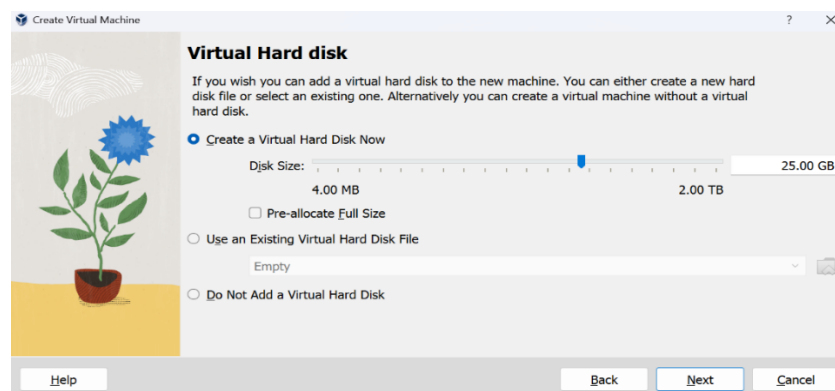 Create Virtual Machine
?
Virtual Hard disk
If you wish you can add a virtual hard disk to the new machine. You can either create a new hard
disk file or select an existing one. Alternatively you can create a virtual machine without a virtual
hard disk.
Create a Virtual Hard Disk Now
Disk Size:
25.00 GB
4.00 MB
2.00 TB
Pre-allocate Full Size
Use an Existing Virtual Hard Disk File
Empty
Do Not Add a Virtual Hard Disk
Help
Back
Next
Cancel